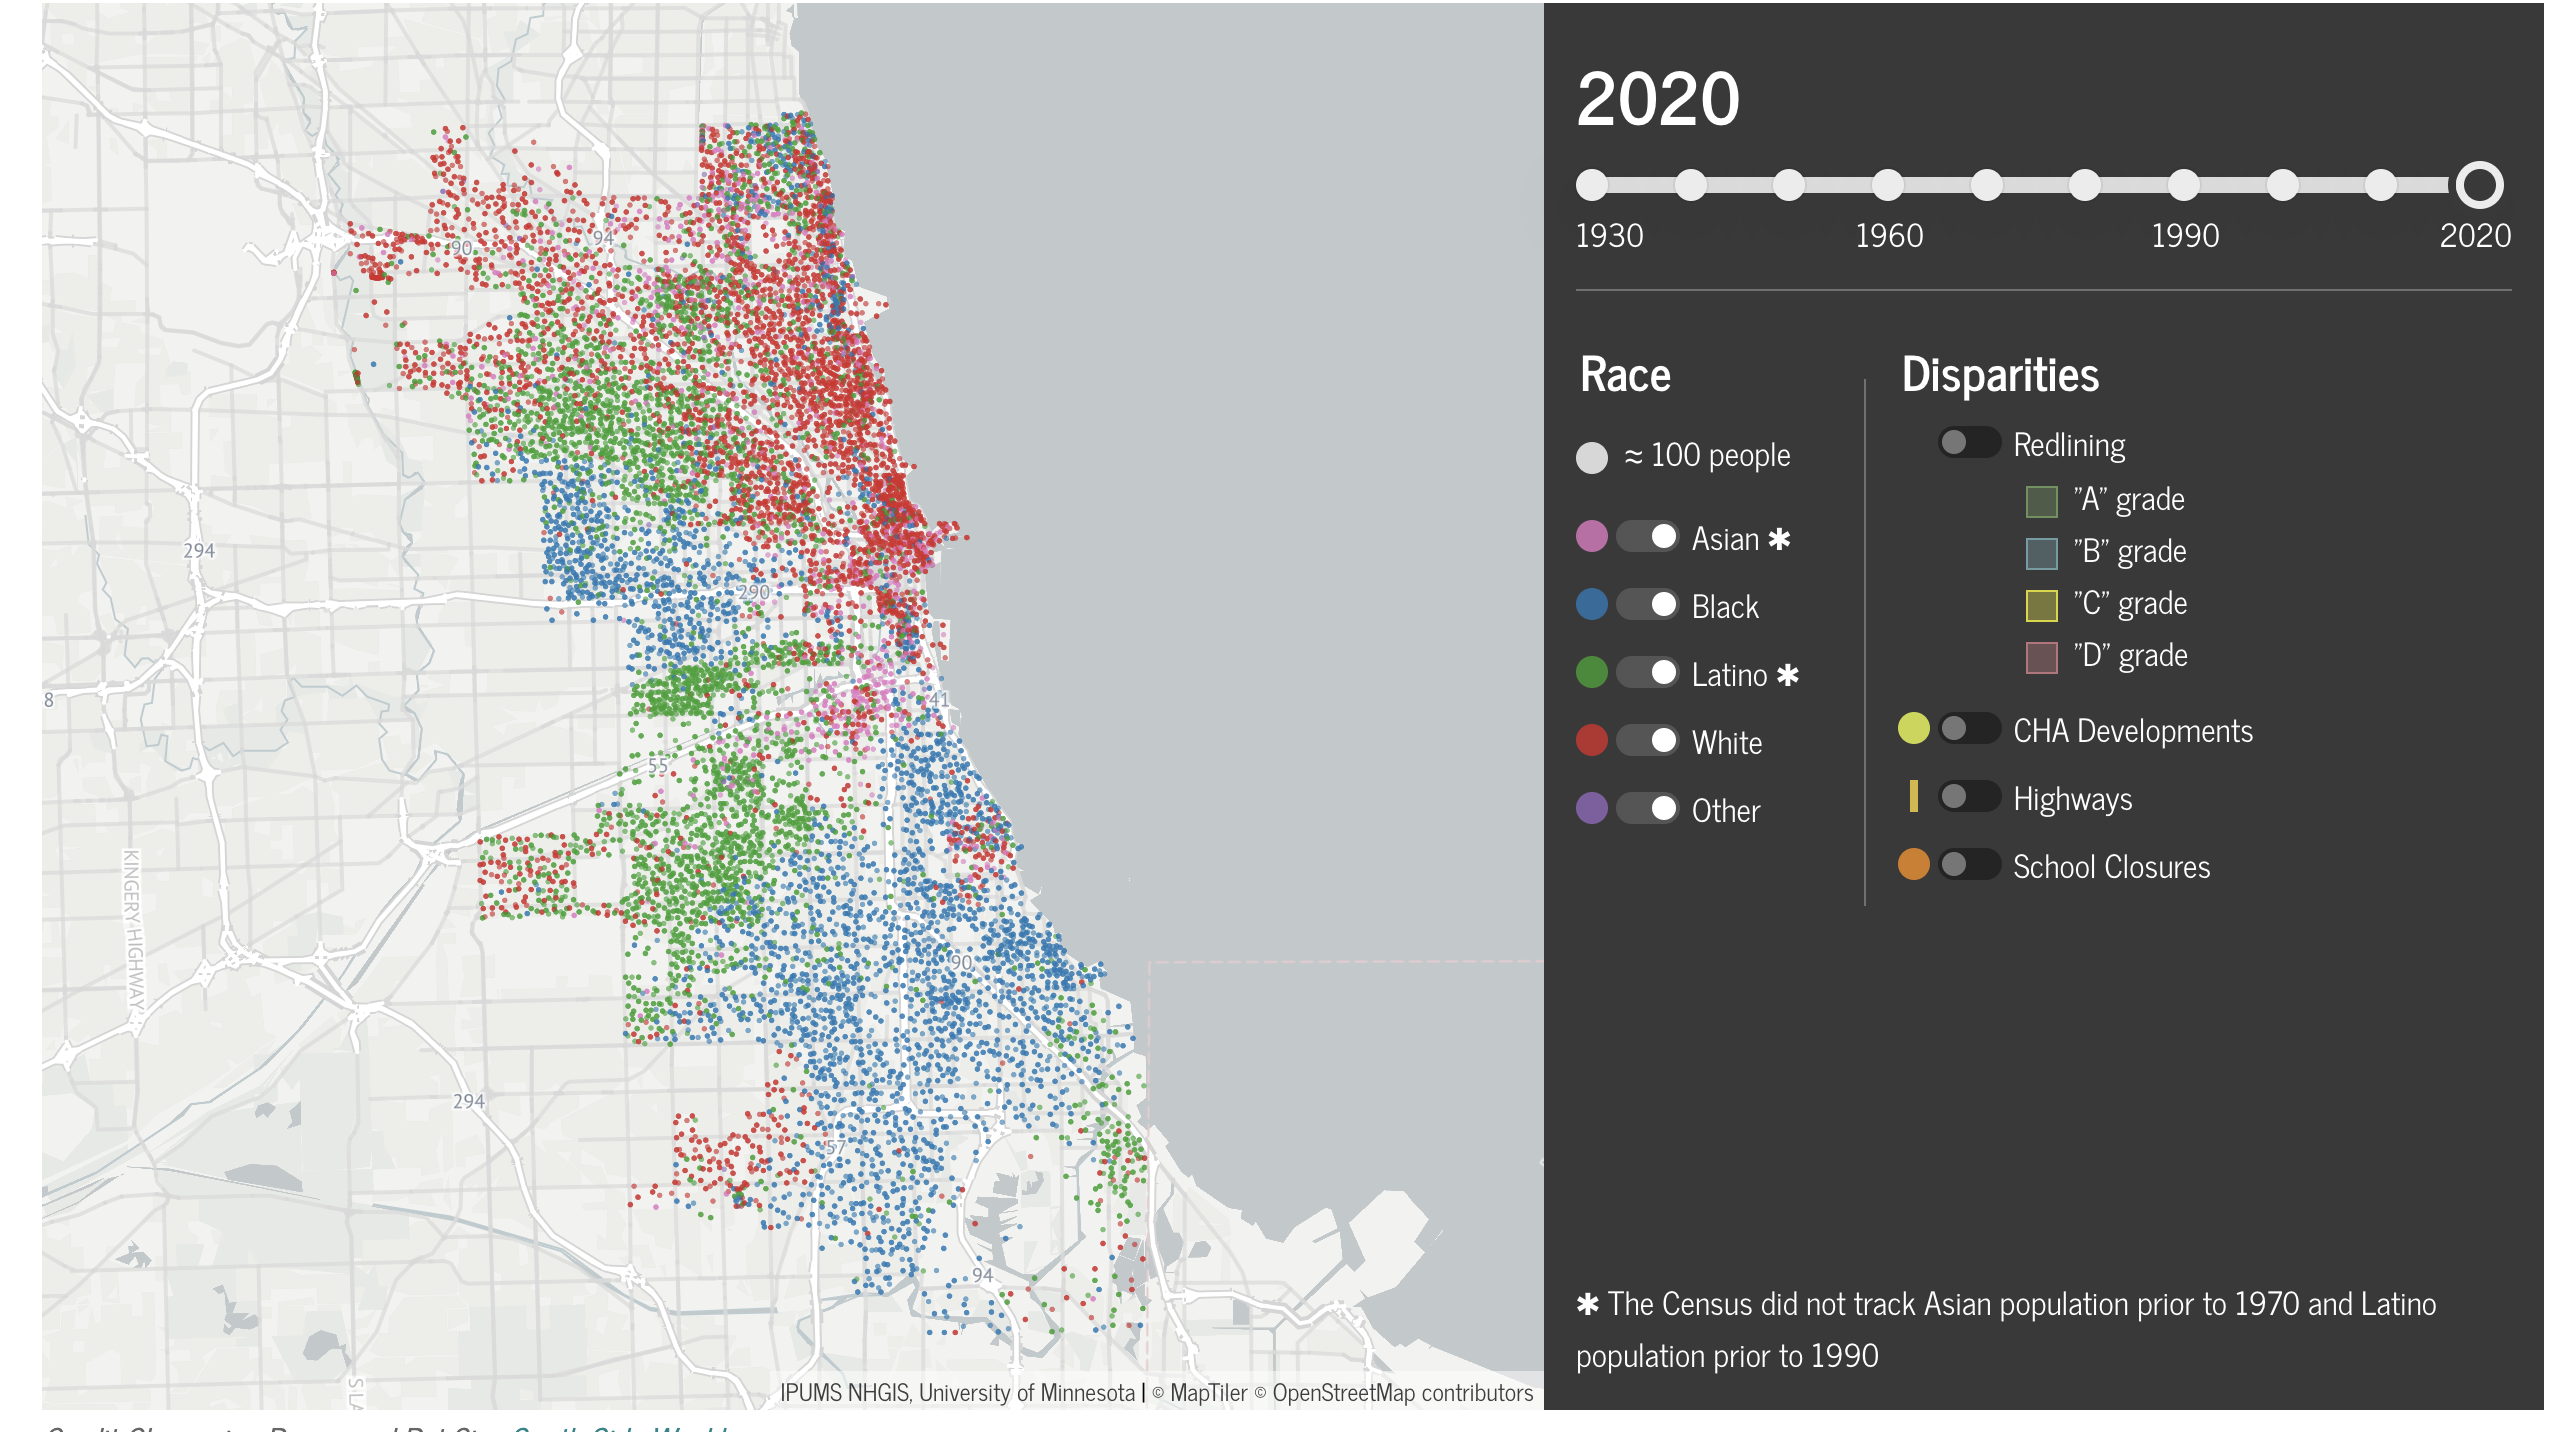 90
94
294
290
8
41
55
KINGERY HIGHWAY
90
294
57
94
IPUMS NHGIS, University of Minnesota | © MapTiler © OpenStreetMap contributors
2020
1930 1960 1990 2020
Race
≈ 100 people
Asian ✱
Black
Latino ✱
White
Other
Disparities
Redlining
"A" grade
"B" grade
"C" grade
"D" grade
CHA Developments
Highways
School Closures
✱ The Census did not track Asian population prior to 1970 and Latino
population prior to 1990